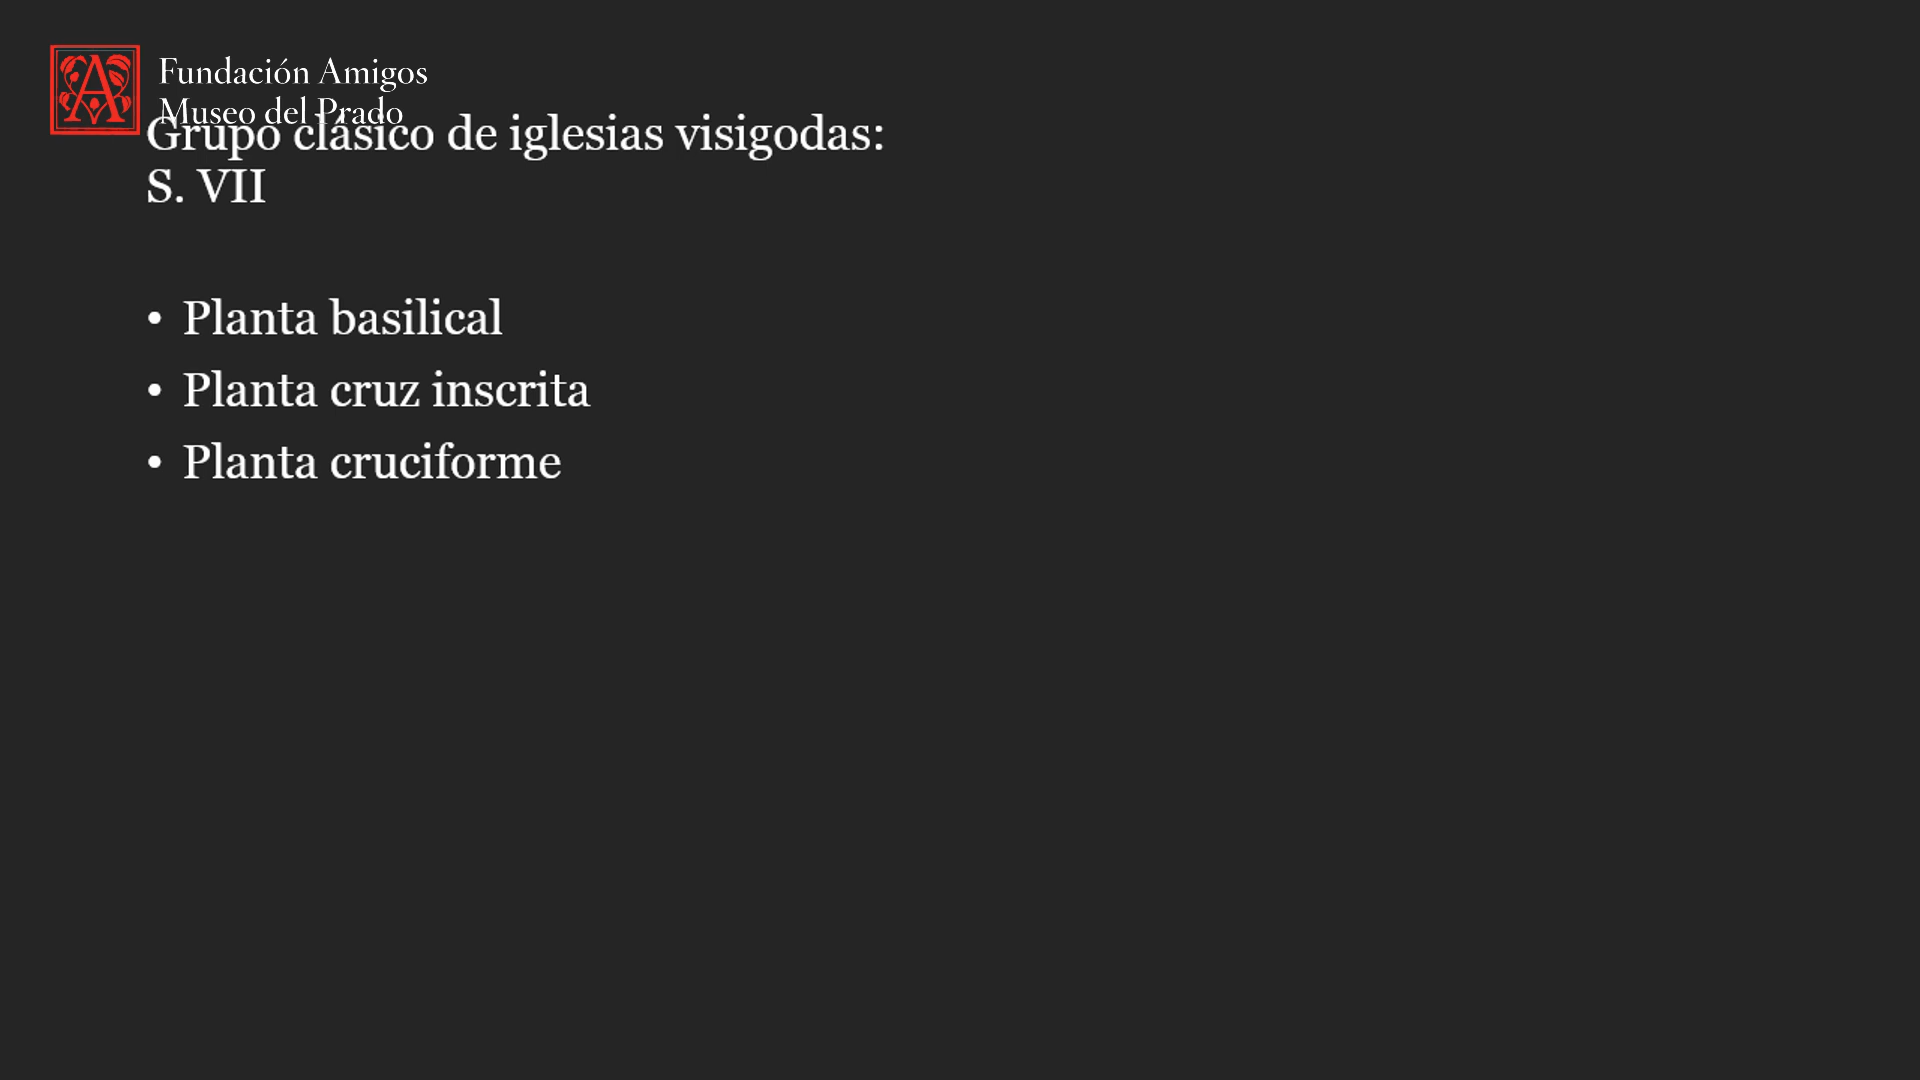 Fundación Amigos
Museo del Prado
Grupo clásico de iglesias visigodas:
S. VII
• Planta basilical
• Planta cruz inscrita
• Planta cruciforme